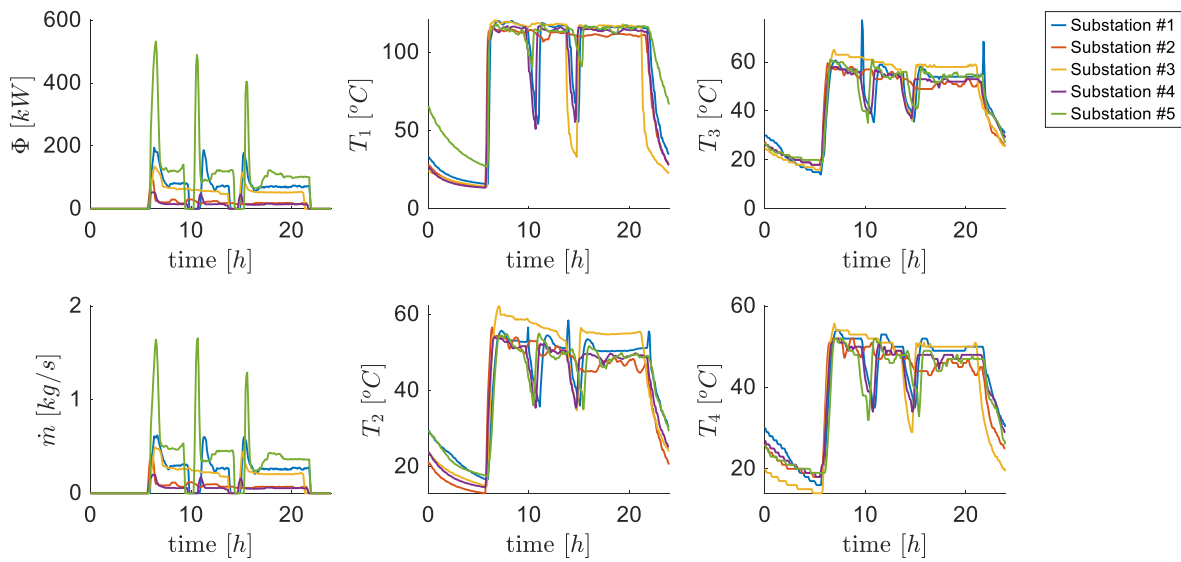 600
400
200
0
Φ [kW]
0
10
20
time [h]
100
50
0
T₁ [°C]
0
10
20
time [h]
80
60
40
20
0
T₃ [°C]
0
10
20
time [h]
Substation #1
Substation #2
Substation #3
Substation #4
Substation #5
2
1
0
ṁ [kg/s]
0
10
20
time [h]
60
40
20
T₂ [°C]
0
10
20
time [h]
60
40
20
T₄ [°C]
0
10
20
time [h]